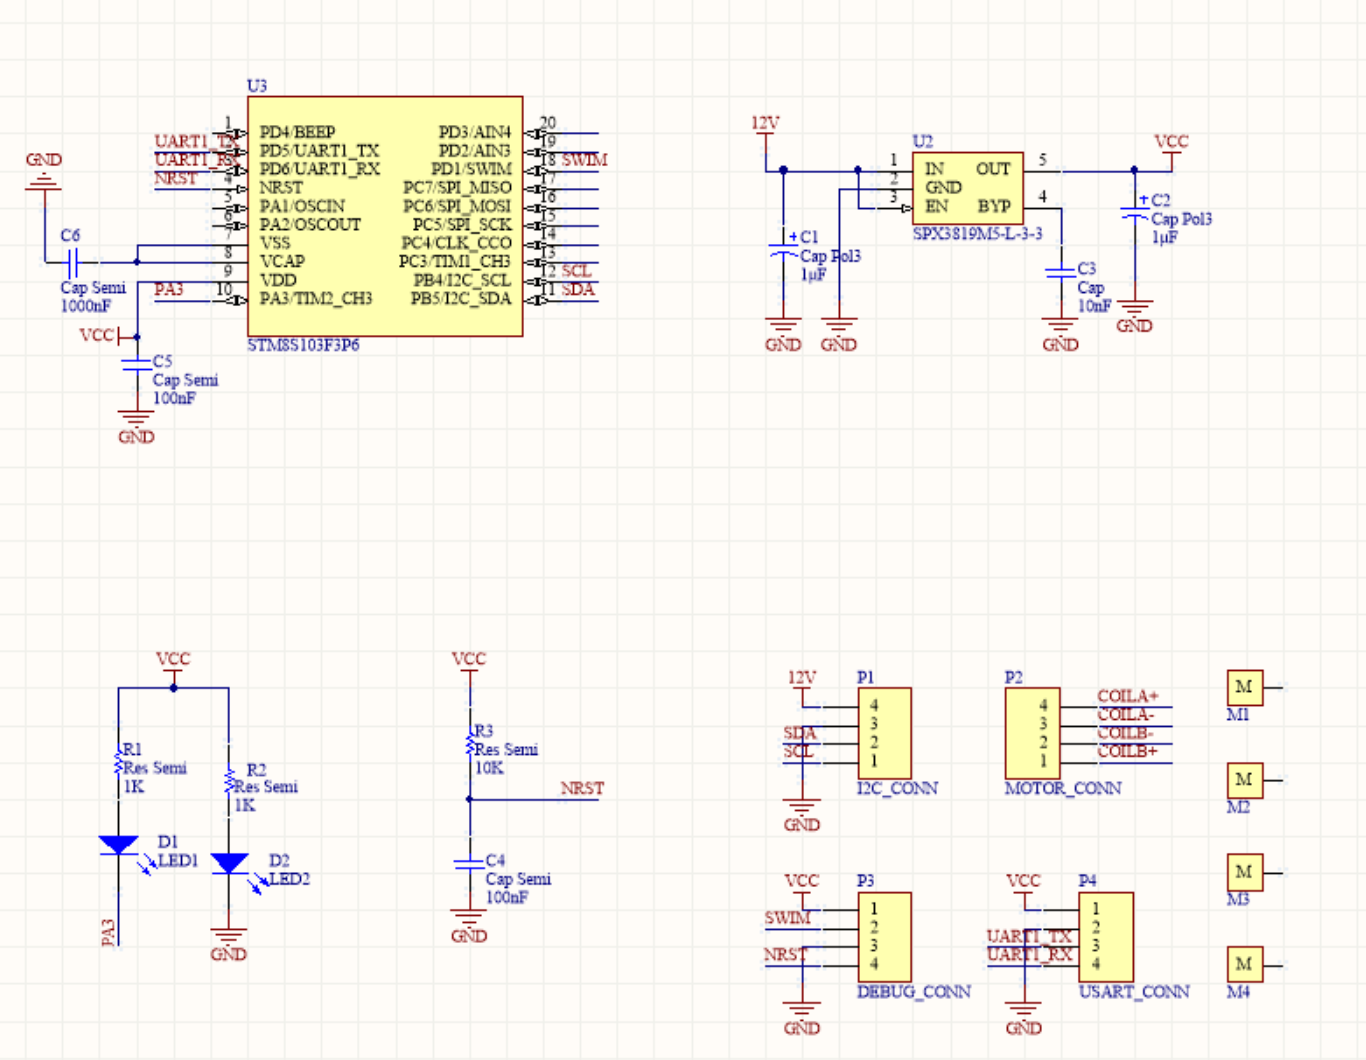 U3
1 PD4/BEEP PD3/AIN4 20
UART1_TX PD5/UART1_TX PD2/AIN3 19
UART1_RX PD6/UART1_RX PD1/SWIM 18 SWIM
NRST 4 NRST PC7/SPI_MISO 17
5 PA1/OSCIN PC6/SPI_MOSI 16
6 PA2/OSCOUT PC5/SPI_SCK 15
7 VSS PC4/CLK_CCO 14
8 VCAP PC3/TIM1_CH3 13
9 VDD PB4/I2C_SCL 12 SCL
PA3 10 PA3/TIM2_CH3 PB5/I2C_SDA 11 SDA
STM8S103F3P6
GND
C6
Cap Semi
1000nF
VCC
C5
Cap Semi
100nF
GND
12V
U2
VCC
1 IN OUT 5
2 GND
3 EN BYP 4
SPX3819M5-L-3-3
+ C1
Cap Pol3
1µF
+ C2
Cap Pol3
1µF
C3
Cap
10nF
GND
GND
GND
GND
VCC
R1
Res Semi
1K
R2
Res Semi
1K
D1
LED1
D2
LED2
PA3
GND
VCC
R3
Res Semi
10K
NRST
C4
Cap Semi
100nF
GND
12V
P1
4
3
SDA 2
SCL 1
I2C_CONN
GND
P2
4 COILA+
3 COILA-
2 COILB-
1 COILB+
MOTOR_CONN
M
M1
M
M2
M
M3
M
M4
VCC
P3
1
SWIM 2
3
NRST 4
DEBUG_CONN
GND
VCC
P4
1
2
UART1_TX 3
UART1_RX 4
USART_CONN
GND